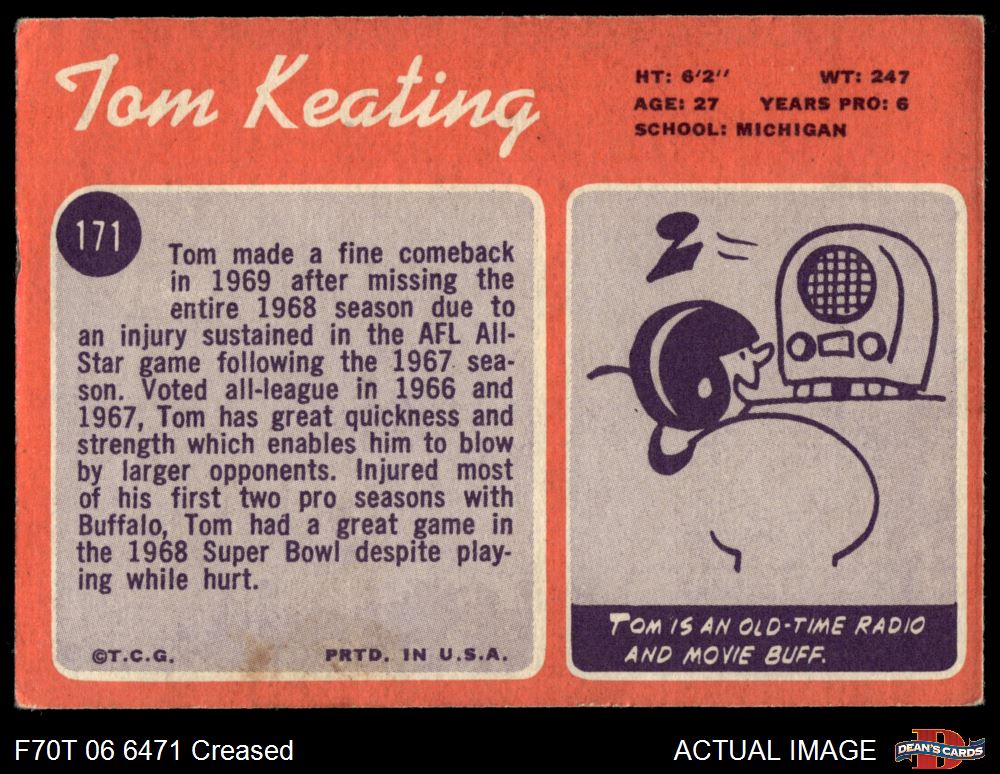 Tom Keating
HT: 6'2'' WT: 247
AGE: 27 YEARS PRO: 6
SCHOOL: MICHIGAN
171
Tom made a fine comeback
in 1969 after missing the
entire 1968 season due to
an injury sustained in the AFL All-
Star game following the 1967 sea-
son. Voted all-league in 1966 and
1967, Tom has great quickness and
strength which enables him to blow
by larger opponents. Injured most
of his first two pro seasons with
Buffalo, Tom had a great game in
the 1968 Super Bowl despite play-
ing while hurt.
©T.C.G. PRTD. IN U.S.A.
2
TOM IS AN OLD-TIME RADIO
AND MOVIE BUFF.
F70T 06 6471 Creased
ACTUAL IMAGE
D
DEAN'S CARDS